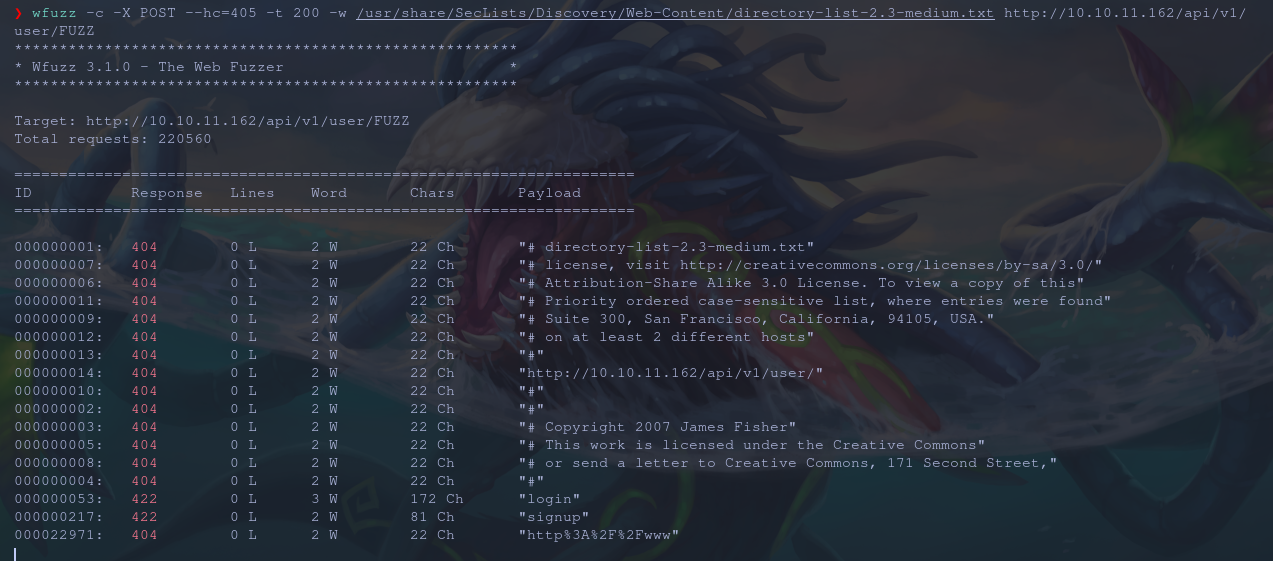 ❯ wfuzz -c -X POST --hc=405 -t 200 -w /usr/share/SecLists/Discovery/Web-Content/directory-list-2.3-medium.txt http://10.10.11.162/api/v1/
user/FUZZ
********************************************************
* Wfuzz 3.1.0 - The Web Fuzzer                         *
********************************************************
Target: http://10.10.11.162/api/v1/user/FUZZ
Total requests: 220560
=====================================================================
ID           Response   Lines    Word       Chars       Payload
=====================================================================
000000001:   404        0 L      2 W        22 Ch       "# directory-list-2.3-medium.txt"
000000007:   404        0 L      2 W        22 Ch       "# license, visit http://creativecommons.org/licenses/by-sa/3.0/"
000000006:   404        0 L      2 W        22 Ch       "# Attribution-Share Alike 3.0 License. To view a copy of this"
000000011:   404        0 L      2 W        22 Ch       "# Priority ordered case-sensitive list, where entries were found"
000000009:   404        0 L      2 W        22 Ch       "# Suite 300, San Francisco, California, 94105, USA."
000000012:   404        0 L      2 W        22 Ch       "# on at least 2 different hosts"
000000013:   404        0 L      2 W        22 Ch       "#"
000000014:   404        0 L      2 W        22 Ch       "http://10.10.11.162/api/v1/user/"
000000010:   404        0 L      2 W        22 Ch       "#"
000000002:   404        0 L      2 W        22 Ch       "#"
000000003:   404        0 L      2 W        22 Ch       "# Copyright 2007 James Fisher"
000000005:   404        0 L      2 W        22 Ch       "# This work is licensed under the Creative Commons"
000000008:   404        0 L      2 W        22 Ch       "# or send a letter to Creative Commons, 171 Second Street,"
000000004:   404        0 L      2 W        22 Ch       "#"
000000053:   422        0 L      3 W        172 Ch      "login"
000000217:   422        0 L      2 W        81 Ch       "signup"
000022971:   404        0 L      2 W        22 Ch       "http%3A%2F%2Fwww"